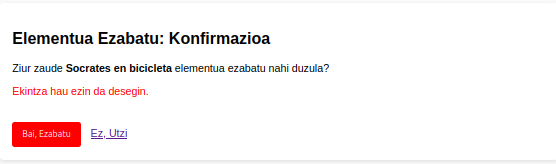 Elementua Ezabatu: Konfirmazioa
Ziur zaude Socrates en bicicleta elementua ezabatu nahi duzula?
Ekintza hau ezin da desegin.
Bai, Ezabatu
Ez, Utzi